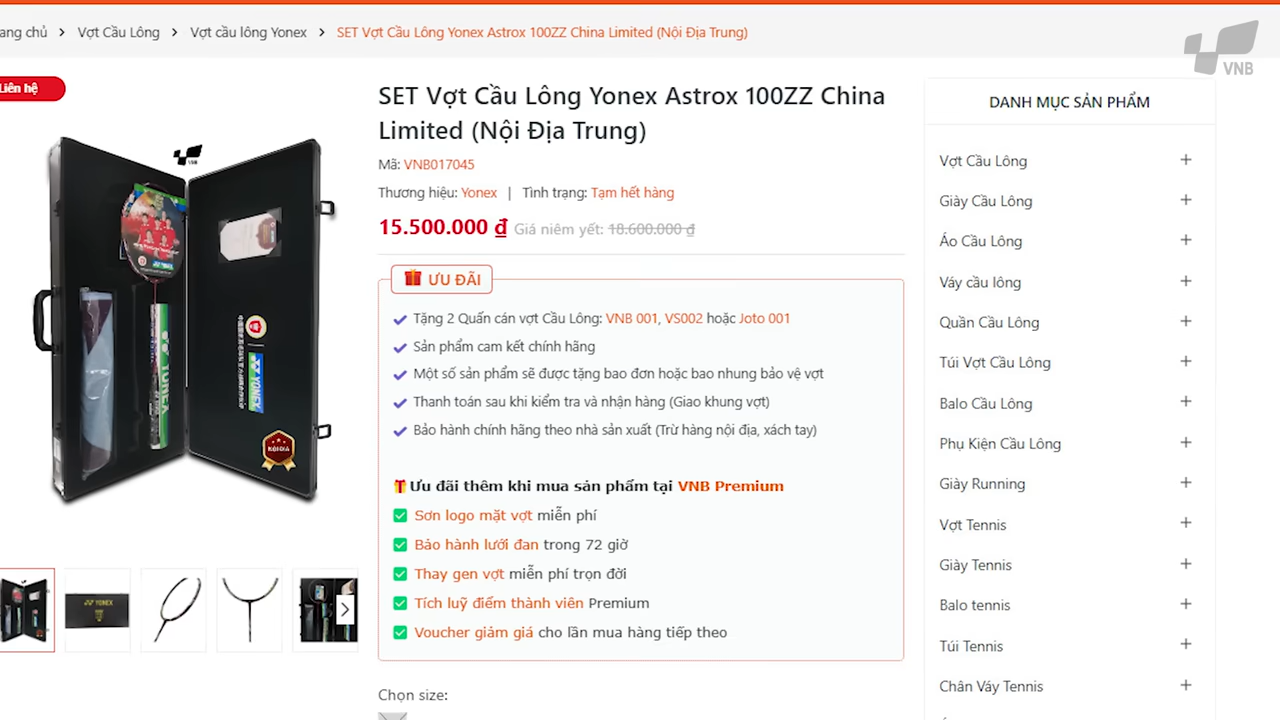 ang chủ > Vợt Cầu Lông > Vợt cầu lông Yonex > SET Vợt Cầu Lông Yonex Astrox 100ZZ China Limited (Nội Địa Trung)
VNB
Liên hệ
VNB
YONEX
YONEX
NỘI ĐỊA
YONEX
SET Vợt Cầu Lông Yonex Astrox 100ZZ China
Limited (Nội Địa Trung)
Mã: VNB017045
Thương hiệu: Yonex | Tình trạng: Tạm hết hàng
15.500.000 ₫ Giá niêm yết: 18.600.000 ₫
ƯU ĐÃI
Tặng 2 Quấn cán vợt Cầu Lông: VNB 001, VS002 hoặc Joto 001
Sản phẩm cam kết chính hãng
Một số sản phẩm sẽ được tặng bao đơn hoặc bao nhung bảo vệ vợt
Thanh toán sau khi kiểm tra và nhận hàng (Giao khung vợt)
Bảo hành chính hãng theo nhà sản xuất (Trừ hàng nội địa, xách tay)
Ưu đãi thêm khi mua sản phẩm tại VNB Premium
Sơn logo mặt vợt miễn phí
Bảo hành lưới đan trong 72 giờ
Thay gen vợt miễn phí trọn đời
Tích luỹ điểm thành viên Premium
Voucher giảm giá cho lần mua hàng tiếp theo
Chọn size:
DANH MỤC SẢN PHẨM
Vợt Cầu Lông +
Giày Cầu Lông +
Áo Cầu Lông +
Váy cầu lông +
Quần Cầu Lông +
Túi Vợt Cầu Lông +
Balo Cầu Lông +
Phụ Kiện Cầu Lông +
Giày Running +
Vợt Tennis +
Giày Tennis +
Balo tennis +
Túi Tennis +
Chân Váy Tennis +